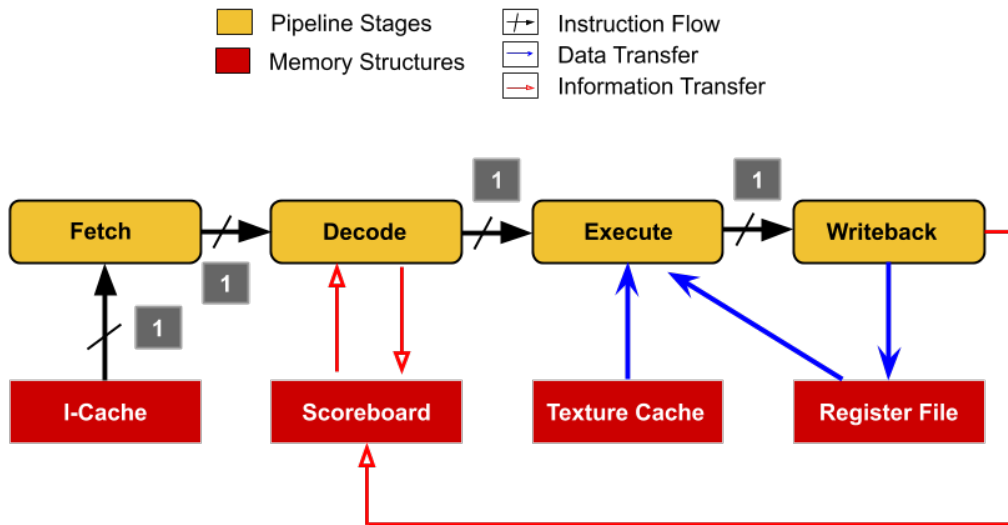 Pipeline Stages
Memory Structures
Instruction Flow
Data Transfer
Information Transfer
1
1
Fetch
Decode
Execute
Writeback
1
1
I-Cache
Scoreboard
Texture Cache
Register File